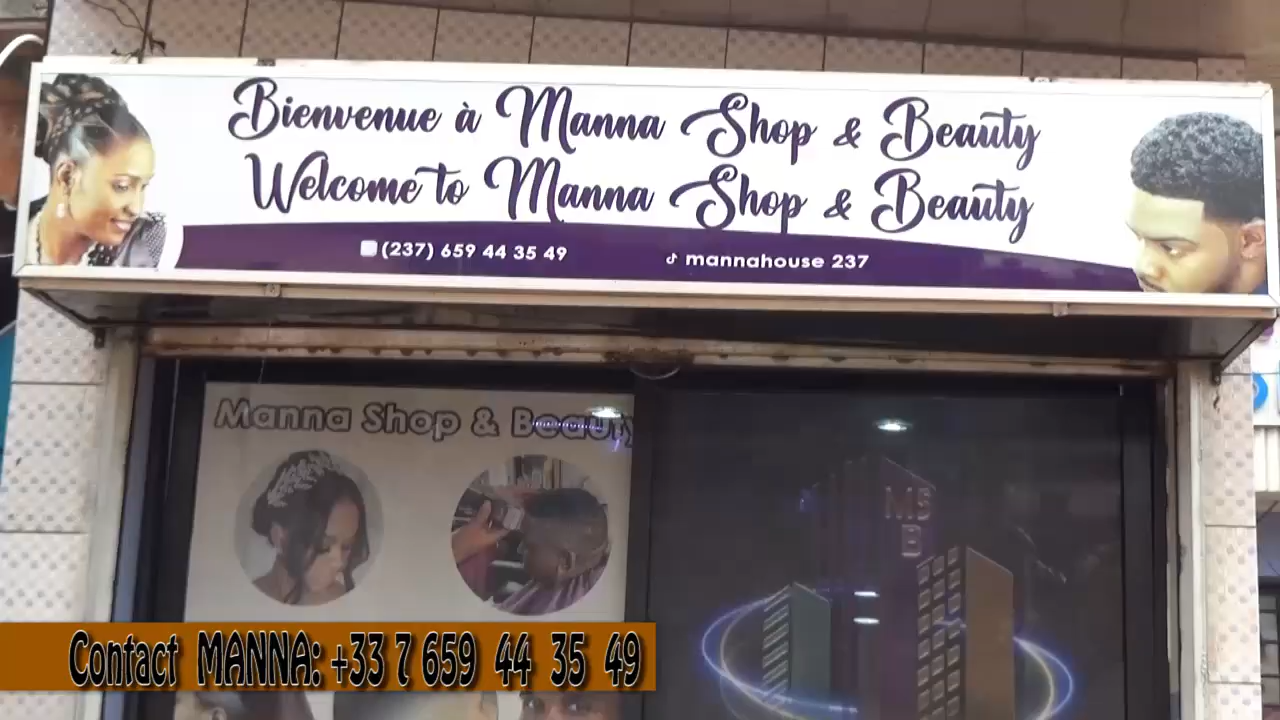 Bienvenue à Manna Shop & Beauty
Welcome to Manna Shop & Beauty
(237) 659 44 35 49
mannahouse 237
Manna Shop & Beauty
MS
B
Contact MANNA: +33 7 659 44 35 49